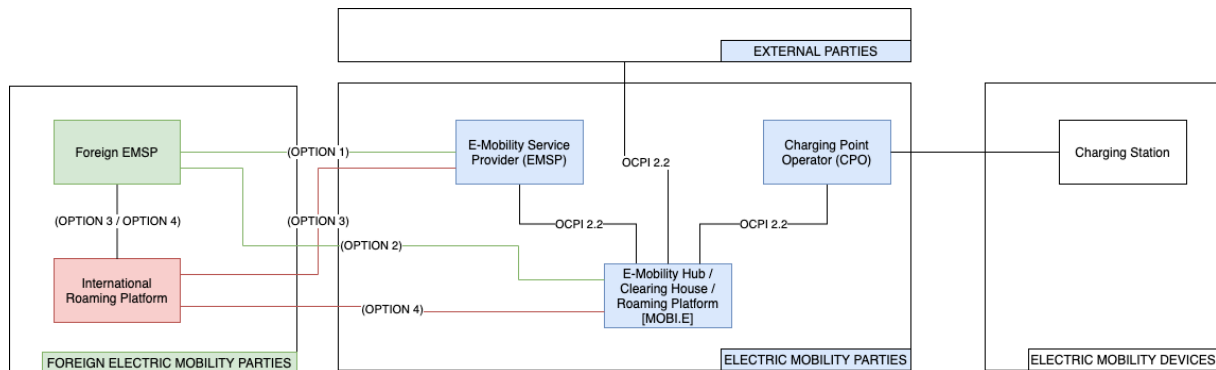 EXTERNAL PARTIES
Foreign EMSP
(OPTION 1)
E-Mobility Service
Provider (EMSP)
OCPI 2.2
Charging Point
Operator (CPO)
Charging Station
(OPTION 3 / OPTION 4)
(OPTION 3)
OCPI 2.2
OCPI 2.2
(OPTION 2)
International
Roaming Platform
E-Mobility Hub /
Clearing House /
Roaming Platform
[MOBI.E]
(OPTION 4)
FOREIGN ELECTRIC MOBILITY PARTIES
ELECTRIC MOBILITY PARTIES
ELECTRIC MOBILITY DEVICES